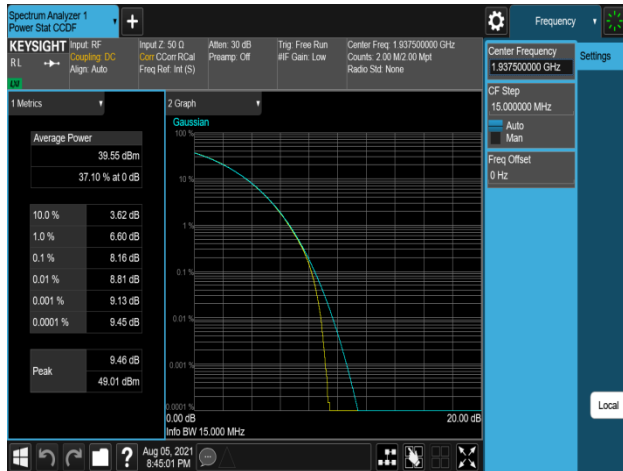 Spectrum Analyzer 1
Power Stat CCDF
Frequency
KEYSIGHT
RL
Input: RF
Coupling: DC
Align: Auto
Input Z: 50 Ω
Corr CCorr RCal
Freq Ref: Int (S)
Atten: 30 dB
Preamp: Off
Trig: Free Run
#IF Gain: Low
Center Freq: 1.937500000 GHz
Counts: 2.00 M/2.00 Mpt
Radio Std: None
Center Frequency
1.937500000 GHz
Settings
CF Step
15.000000 MHz
Auto
Man
Freq Offset
0 Hz
Local
1 Metrics
Average Power
39.55 dBm
37.10 % at 0 dB
10.0 % 3.62 dB
1.0 % 6.60 dB
0.1 % 8.16 dB
0.01 % 8.81 dB
0.001 % 9.13 dB
0.0001 % 9.45 dB
Peak
9.46 dB
49.01 dBm
2 Graph
Gaussian
100 %
10 %
1 %
0.1 %
0.01 %
0.001 %
0.0001 %
0.00 dB
20.00 dB
Info BW 15.000 MHz
?
Aug 05, 2021
8:45:01 PM